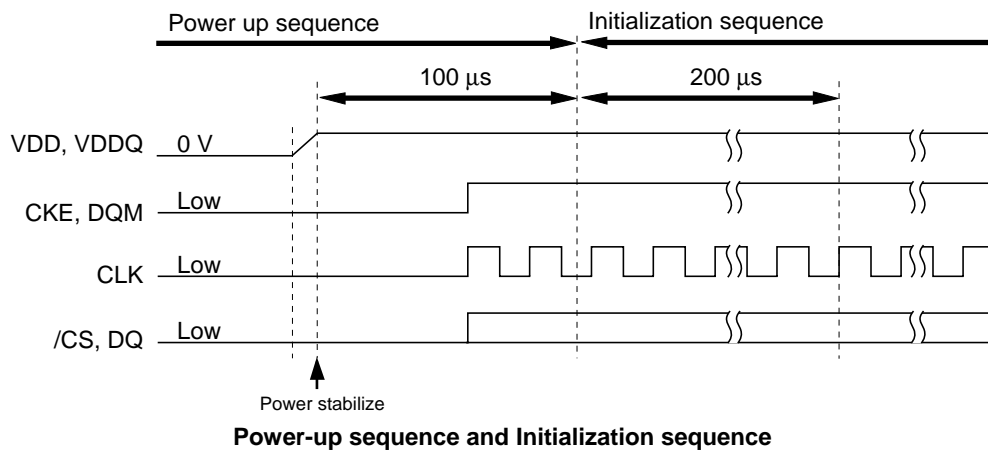 Power up sequence
Initialization sequence
100 μs
200 μs
VDD, VDDQ
0 V
CKE, DQM
Low
CLK
Low
/CS, DQ
Low
Power stabilize
Power-up sequence and Initialization sequence